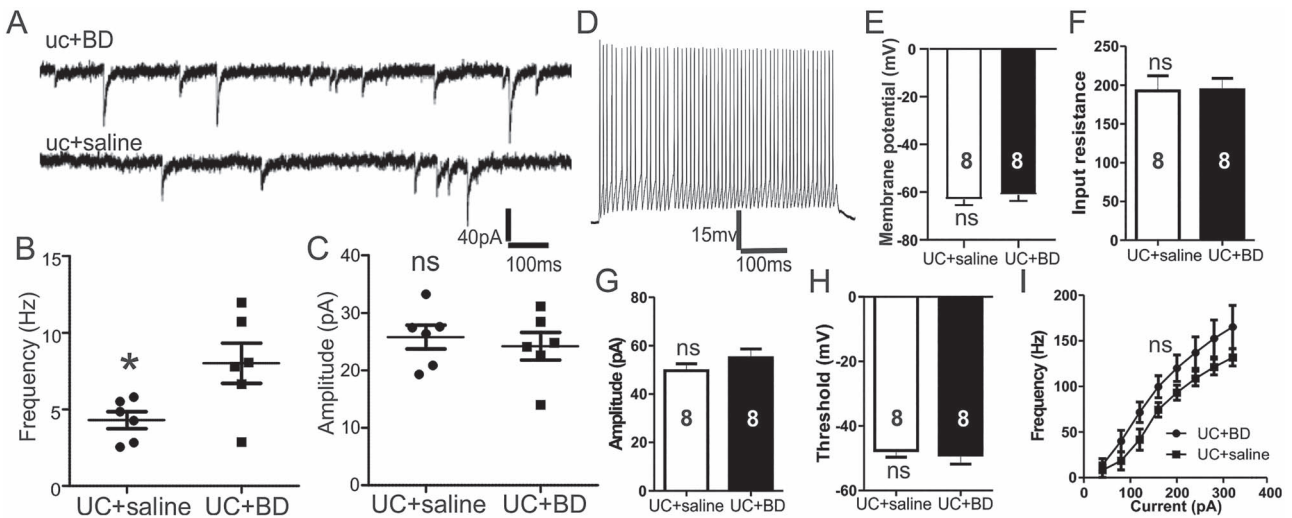 A
uc+BD
uc+saline
40pA
100ms
B
Frequency (Hz)
15
10
5
0
*
UC+saline
UC+BD
C
Amplitude (pA)
40
30
20
10
0
ns
UC+saline
UC+BD
D
15mv
100ms
E
Membrane potential (mV)
0
-20
-40
-60
-80
8
8
ns
UC+saline
UC+BD
F
Input resistance
250
200
150
100
50
0
ns
8
8
UC+saline
UC+BD
G
Amplitude (pA)
80
60
40
20
0
ns
8
8
UC+saline
UC+BD
H
Threshold (mV)
0
-20
-40
-60
8
8
ns
UC+saline
UC+BD
I
Frequency (Hz)
200
150
100
50
0
ns
UC+BD
UC+saline
0
100
200
300
400
Current (pA)